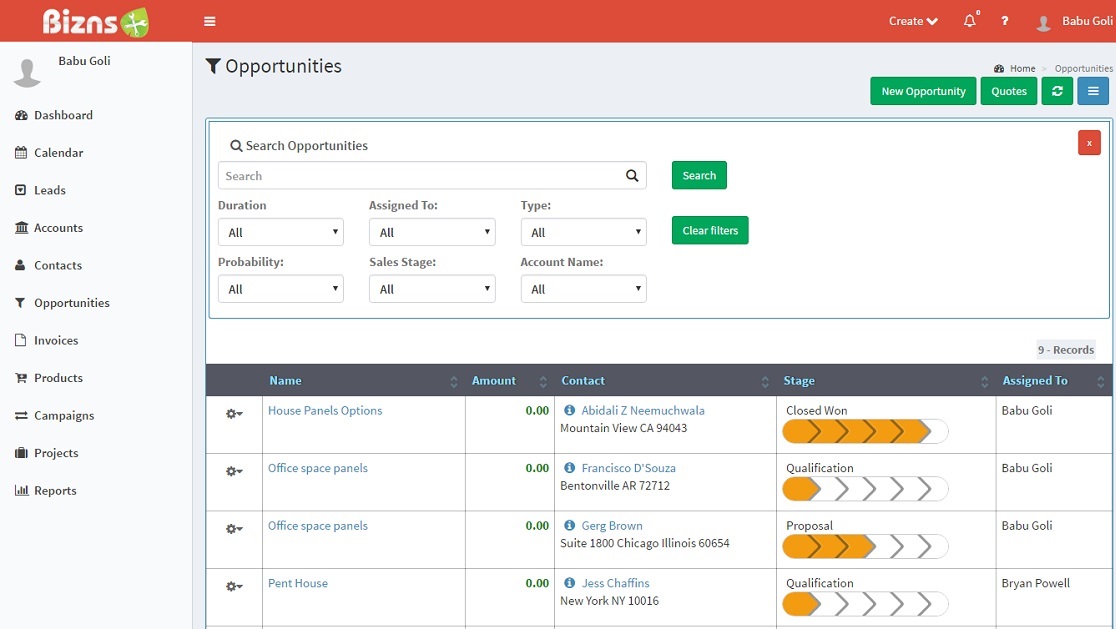 Bizns
Create
0
?
Babu Goli
Babu Goli
Dashboard
Calendar
Leads
Accounts
Contacts
Opportunities
Invoices
Products
Campaigns
Projects
Reports
Opportunities
Home > Opportunities
New Opportunity
Quotes
Search Opportunities
x
Search
Search
Duration
Assigned To:
Type:
All
All
All
Clear filters
Probability:
Sales Stage:
Account Name:
All
All
All
9 - Records
Name
Amount
Contact
Stage
Assigned To
House Panels Options
0.00
Abidali Z Neemuchwala
Mountain View CA 94043
Closed Won
Babu Goli
Office space panels
0.00
Francisco D'Souza
Bentonville AR 72712
Qualification
Babu Goli
Office space panels
0.00
Gerg Brown
Suite 1800 Chicago Illinois 60654
Proposal
Babu Goli
Pent House
0.00
Jess Chaffins
New York NY 10016
Qualification
Bryan Powell